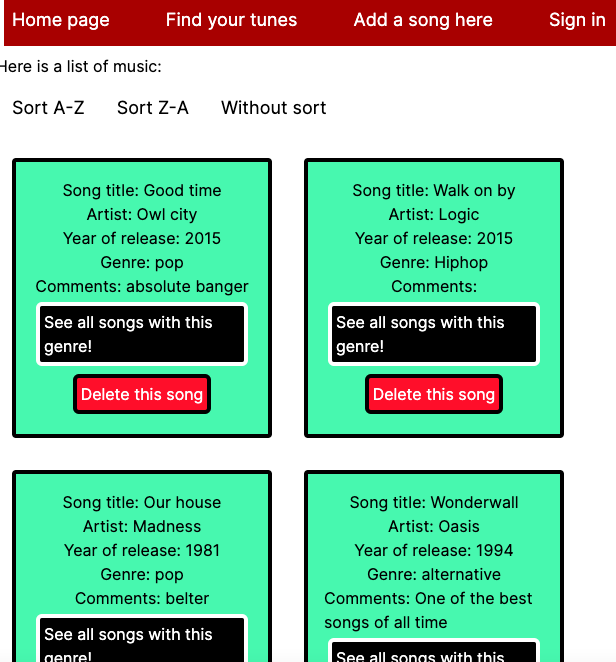 Home page Find your tunes Add a song here Sign in
Here is a list of music:
Sort A-Z Sort Z-A Without sort
Song title: Good time
Artist: Owl city
Year of release: 2015
Genre: pop
Comments: absolute banger
See all songs with this
genre!
Delete this song
Song title: Walk on by
Artist: Logic
Year of release: 2015
Genre: Hiphop
Comments:
See all songs with this
genre!
Delete this song
Song title: Our house
Artist: Madness
Year of release: 1981
Genre: pop
Comments: belter
See all songs with this
genre!
Song title: Wonderwall
Artist: Oasis
Year of release: 1994
Genre: alternative
Comments: One of the best
songs of all time
See all songs with this